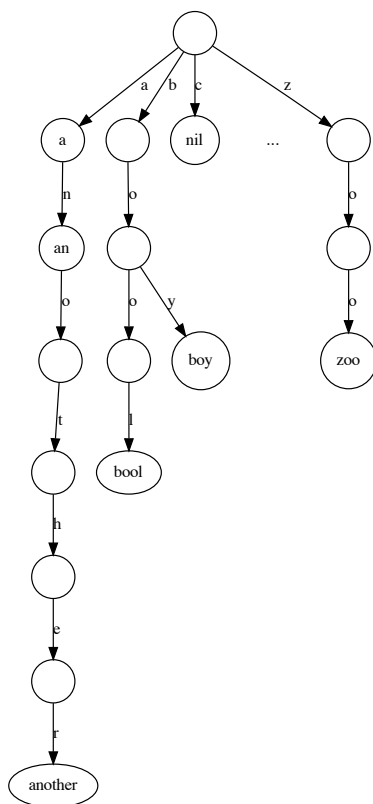 a b c z
a nil ...
n o o
an
o o y o
boy zoo
t l
bool
h
e
r
another